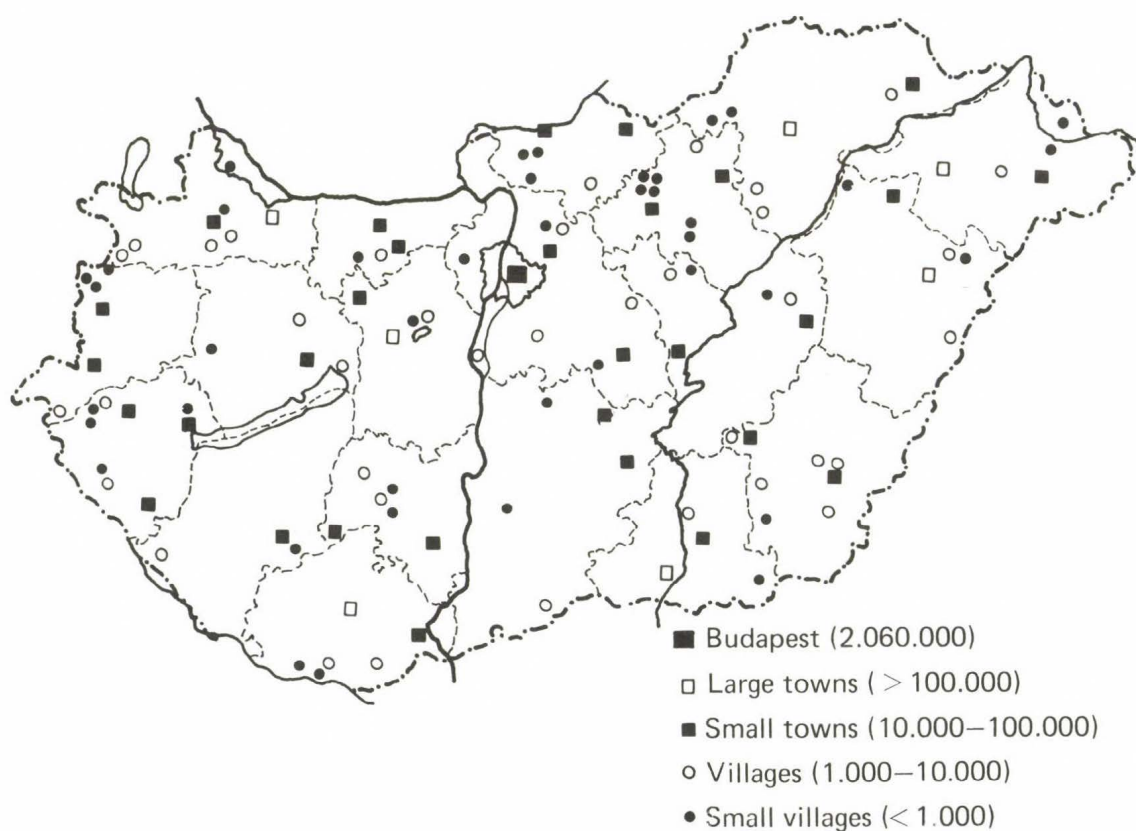 Budapest (2.060.000)
Large towns ( > 100.000)
Small towns (10.000–100.000)
Villages (1.000–10.000)
Small villages (< 1.000)